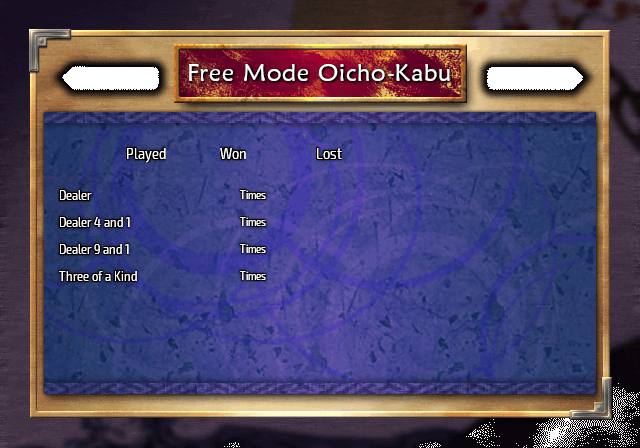 Free Mode Oicho-Kabu
Played Won Lost
Dealer Times
Dealer 4 and 1 Times
Dealer 9 and 1 Times
Three of a Kind Times